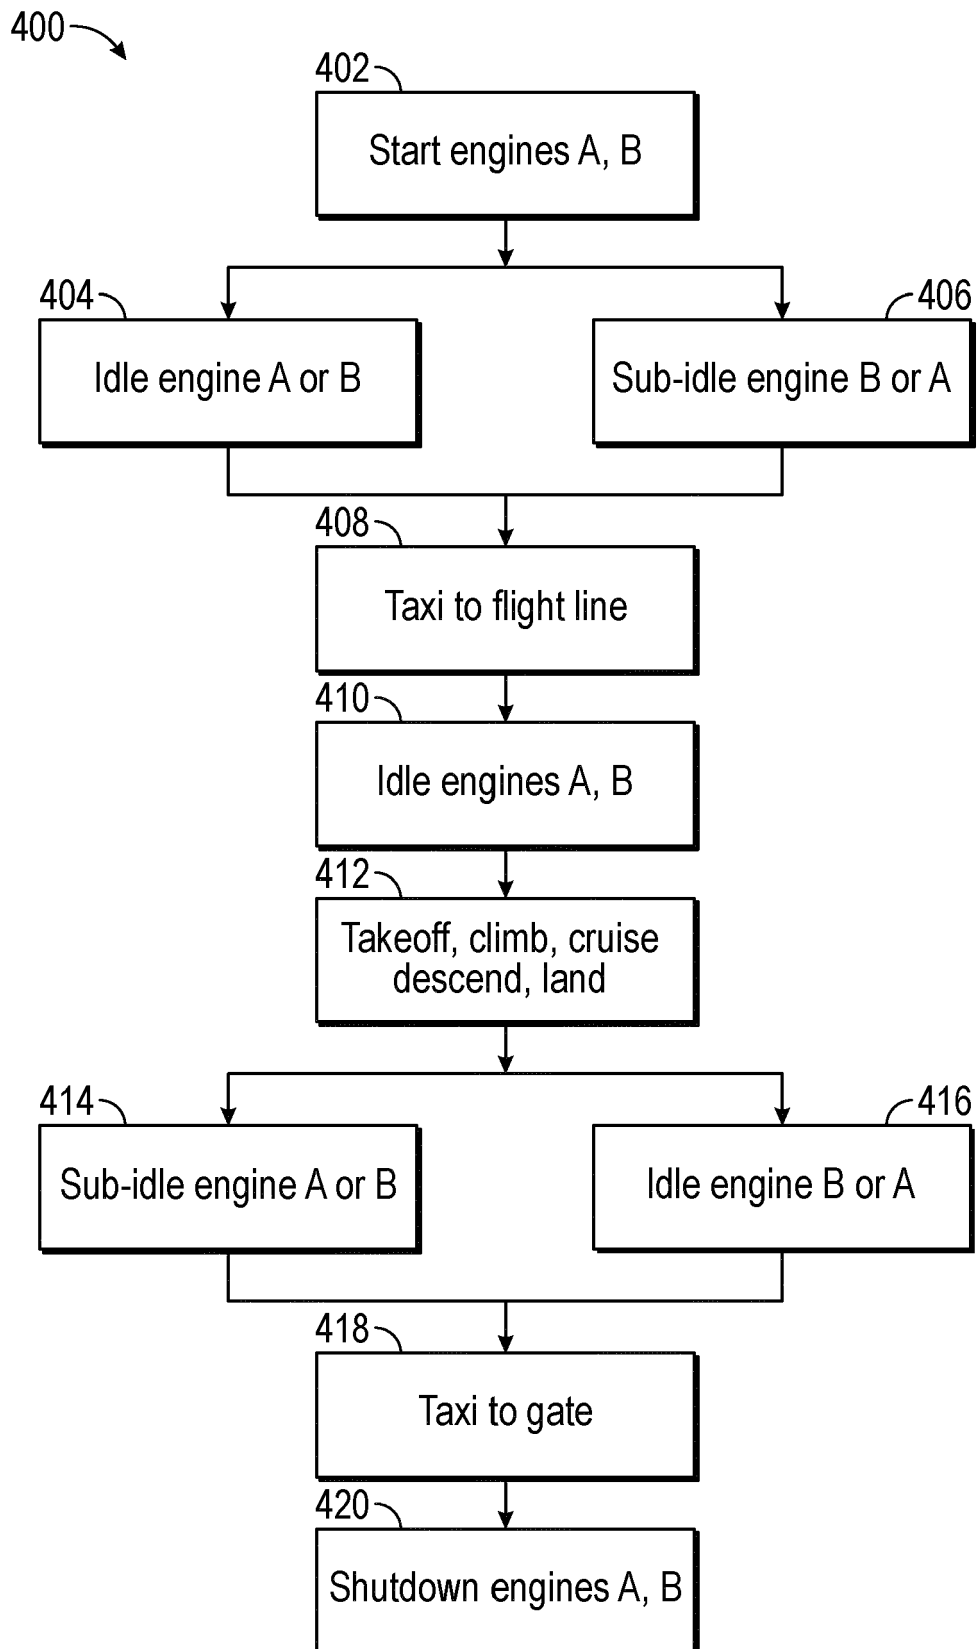 400
402
Start engines A, B
404
406
Idle engine A or B
Sub-idle engine B or A
408
Taxi to flight line
410
Idle engines A, B
412
Takeoff, climb, cruise
descend, land
414
416
Sub-idle engine A or B
Idle engine B or A
418
Taxi to gate
420
Shutdown engines A, B